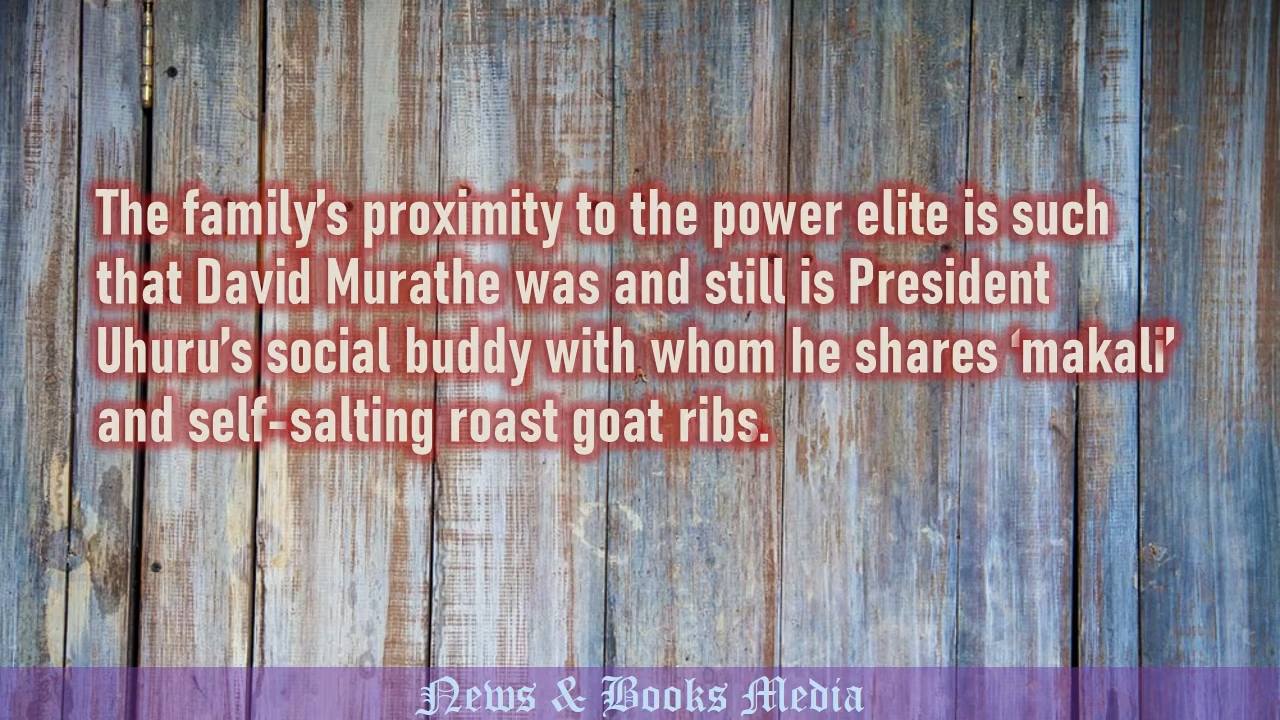 The family’s proximity to the power elite is such
that David Murathe was and still is President
Uhuru’s social buddy with whom he shares ‘makali’
and self-salting roast goat ribs.
News & Books Media